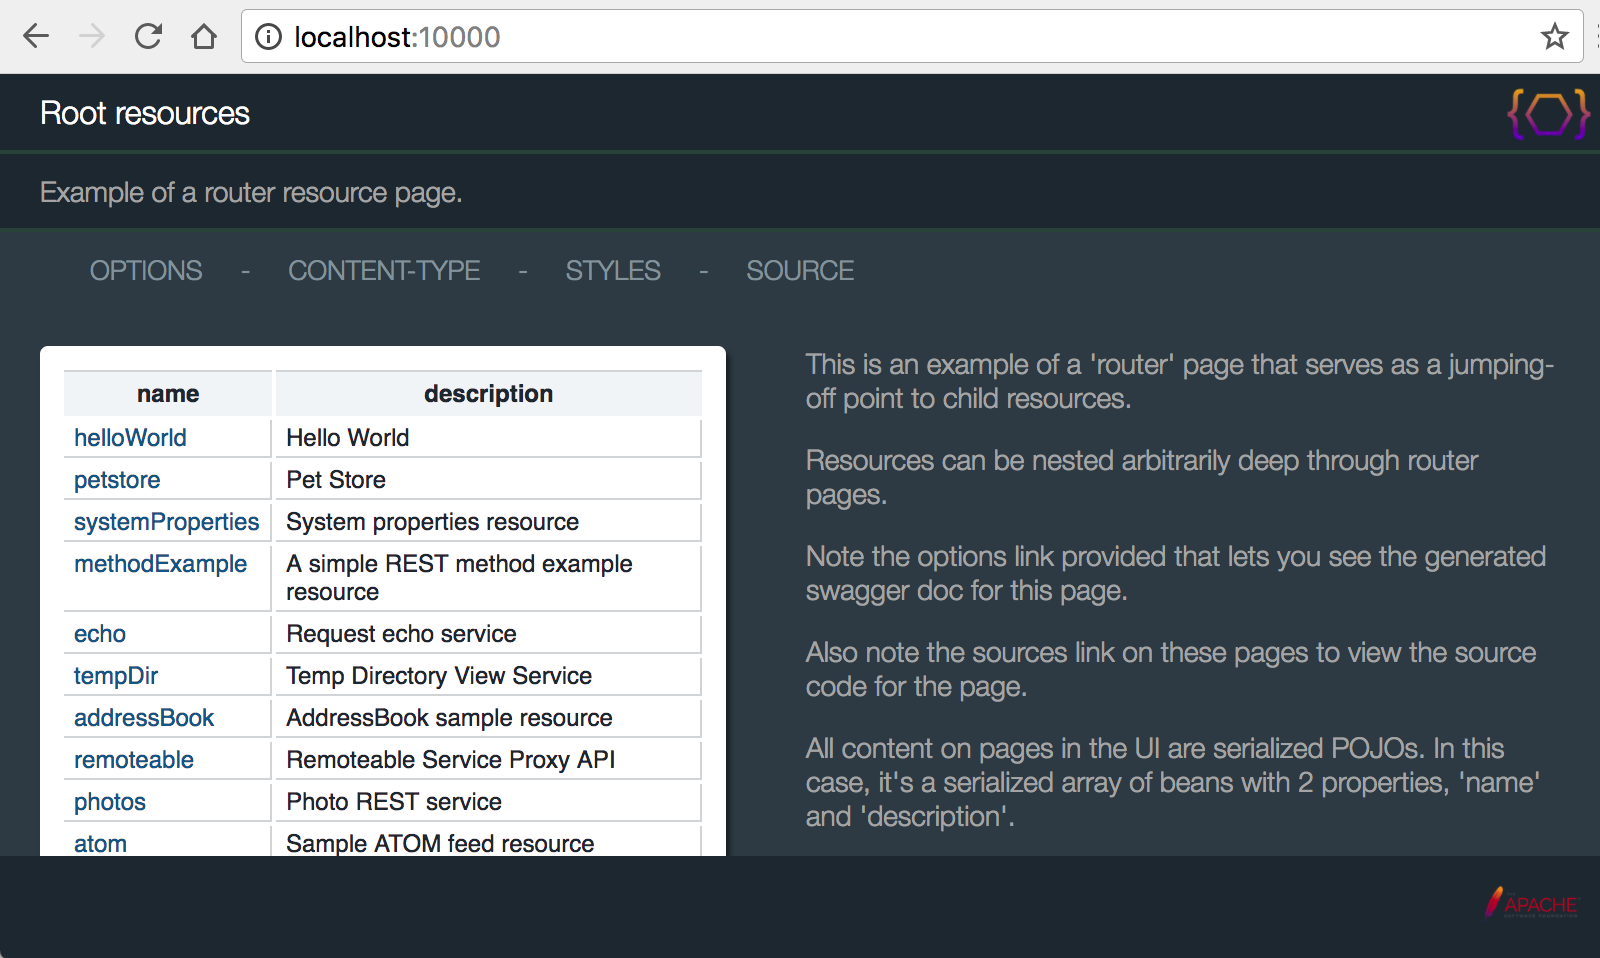 localhost:10000
Root resources
Example of a router resource page.
OPTIONS - CONTENT-TYPE - STYLES - SOURCE
name description
helloWorld Hello World
petstore Pet Store
systemProperties System properties resource
methodExample A simple REST method example
resource
echo Request echo service
tempDir Temp Directory View Service
addressBook AddressBook sample resource
remoteable Remoteable Service Proxy API
photos Photo REST service
atom Sample ATOM feed resource
This is an example of a 'router' page that serves as a jumping-
off point to child resources.
Resources can be nested arbitrarily deep through router
pages.
Note the options link provided that lets you see the generated
swagger doc for this page.
Also note the sources link on these pages to view the source
code for the page.
All content on pages in the UI are serialized POJOs. In this
case, it's a serialized array of beans with 2 properties, 'name'
and 'description'.
APACHE